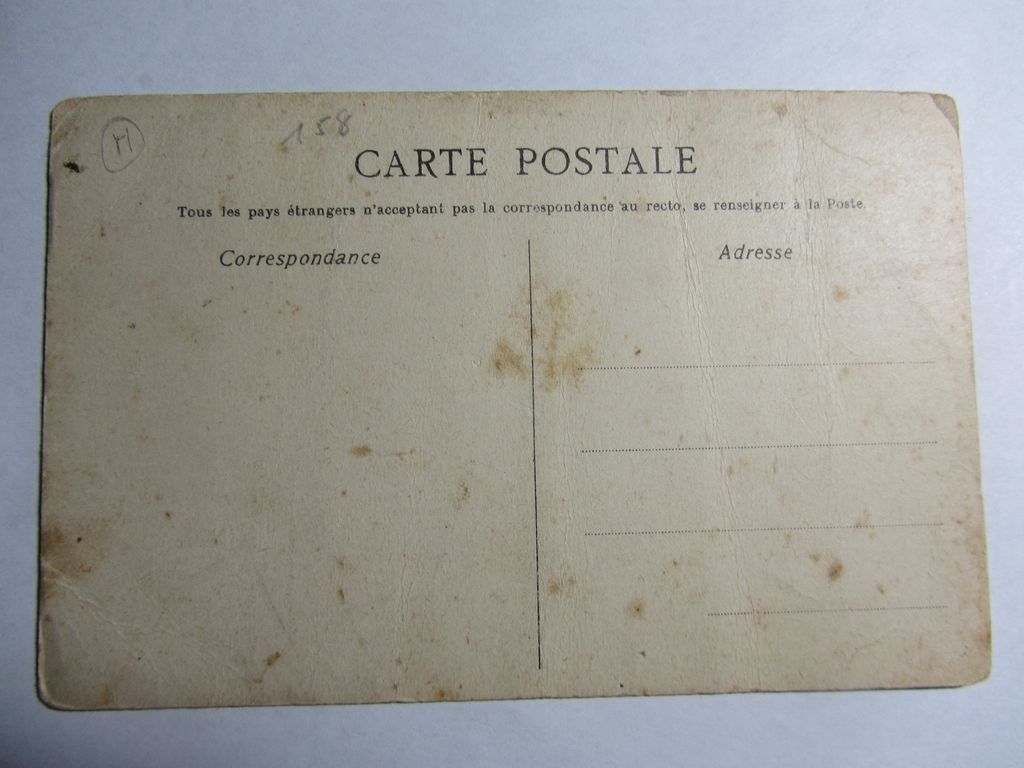 158
CARTE POSTALE
Tous les pays étrangers n'acceptant pas la correspondance au recto, se renseigner à la Poste.
Correspondance
Adresse